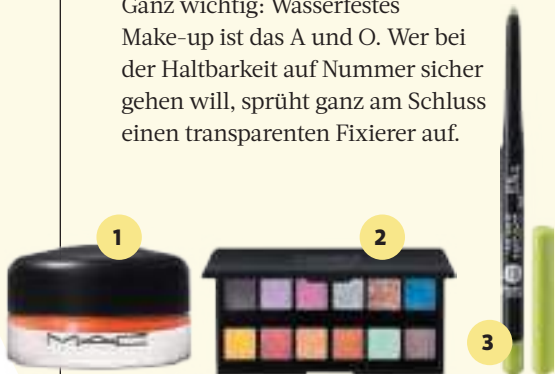 Ganz wichtig: Wasserfestes
Make-up ist das A und O. Wer bei
der Haltbarkeit auf Nummer sicher
gehen will, sprüht ganz am Schluss
einen transparenten Fixierer auf.
1
2
3
MAC